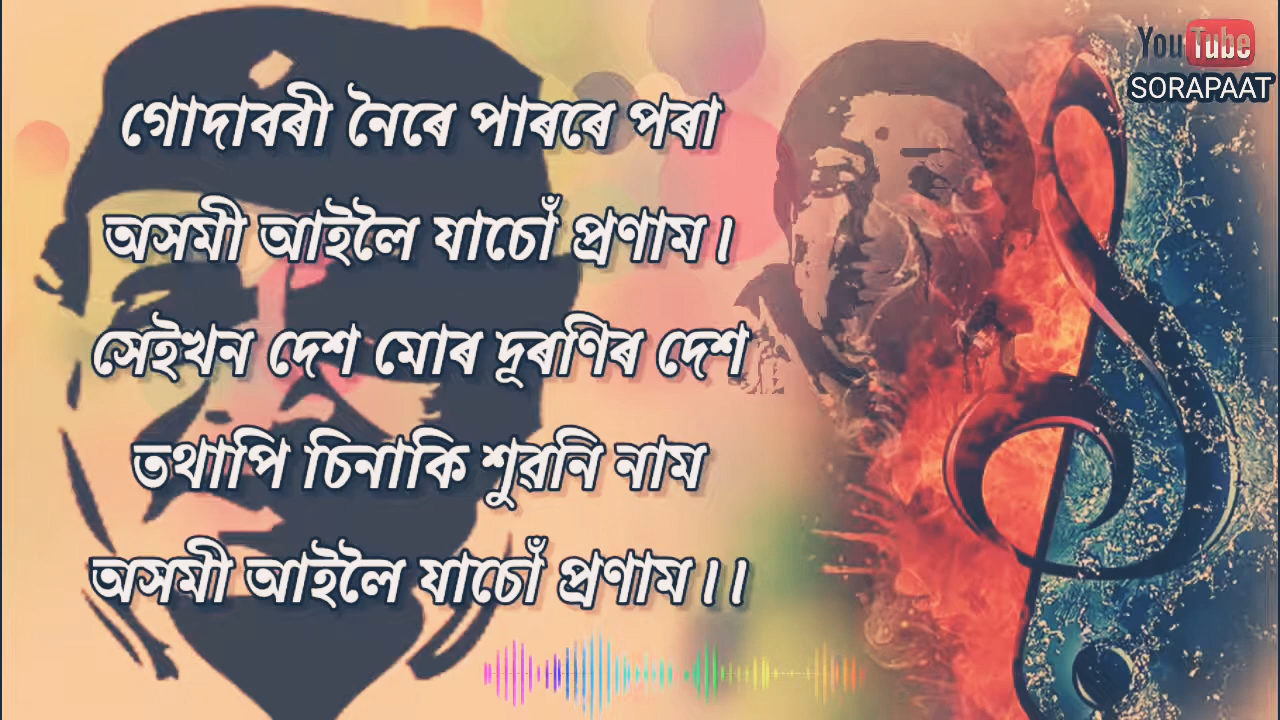 YouTube
SORAPAAT
গোদাবৰী নৈৰে পাৰৰে পৰা
অসমী আইলৈ যাচোঁ প্ৰণাম।
সেইখন দেশ মোৰ দূৰণিৰ দেশ
তথাপি চিনাকি শুৱনি নাম
অসমী আইলৈ যাচোঁ প্ৰণাম।।